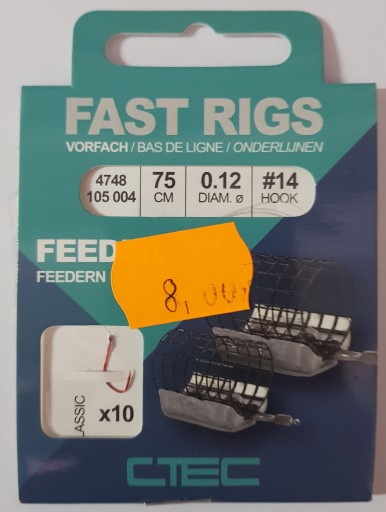 FAST RIGS
VORFACH / BAS DE LIGNE / ONDERLIJNEN
4748 75 0.12 #14
105 004 CM DIAM. ø HOOK
FEED
FEEDERN
8,00
ASSIC x10
CTEC